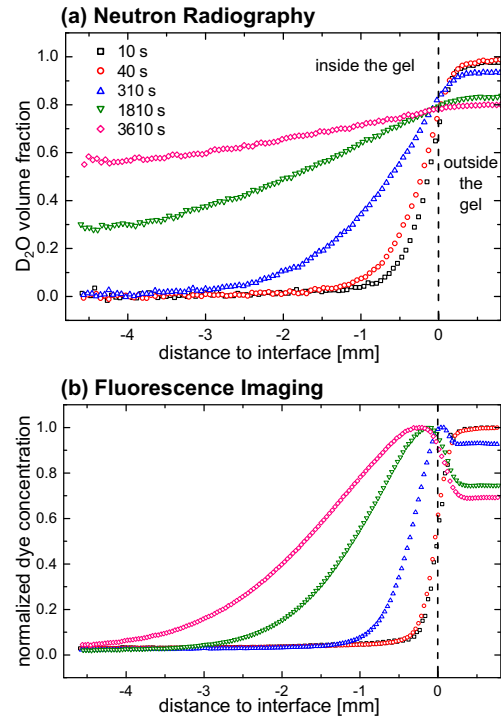 (a) Neutron Radiography
10 s
40 s
310 s
1810 s
3610 s
inside the gel
outside
the
gel
D₂O volume fraction
1.0
0.8
0.6
0.4
0.2
0.0
-4 -3 -2 -1 0
distance to interface [mm]
(b) Fluorescence Imaging
normalized dye concentration
1.0
0.8
0.6
0.4
0.2
0.0
-4 -3 -2 -1 0
distance to interface [mm]